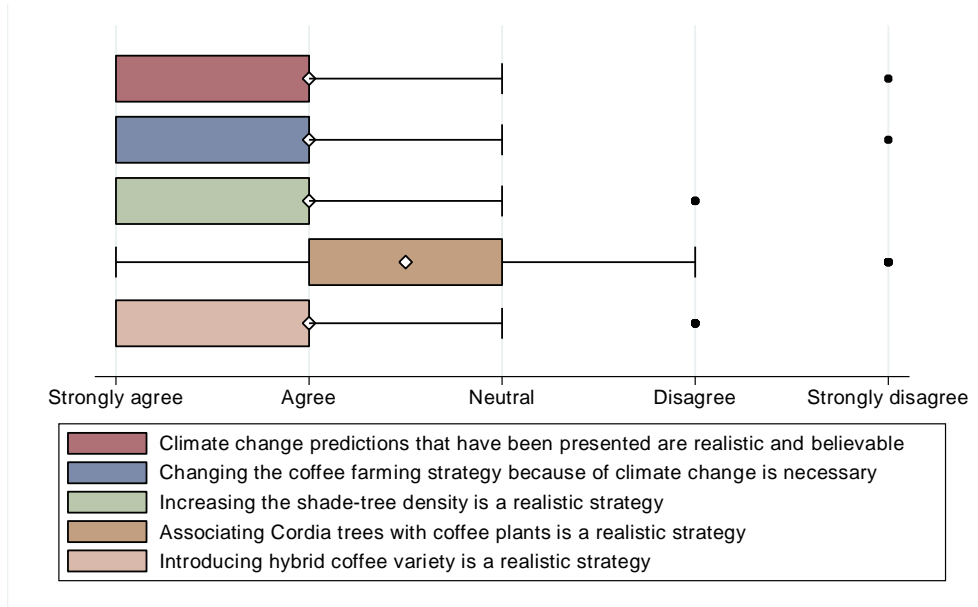 Strongly agree Agree Neutral Disagree Strongly disagree
Climate change predictions that have been presented are realistic and believable
Changing the coffee farming strategy because of climate change is necessary
Increasing the shade-tree density is a realistic strategy
Associating Cordia trees with coffee plants is a realistic strategy
Introducing hybrid coffee variety is a realistic strategy